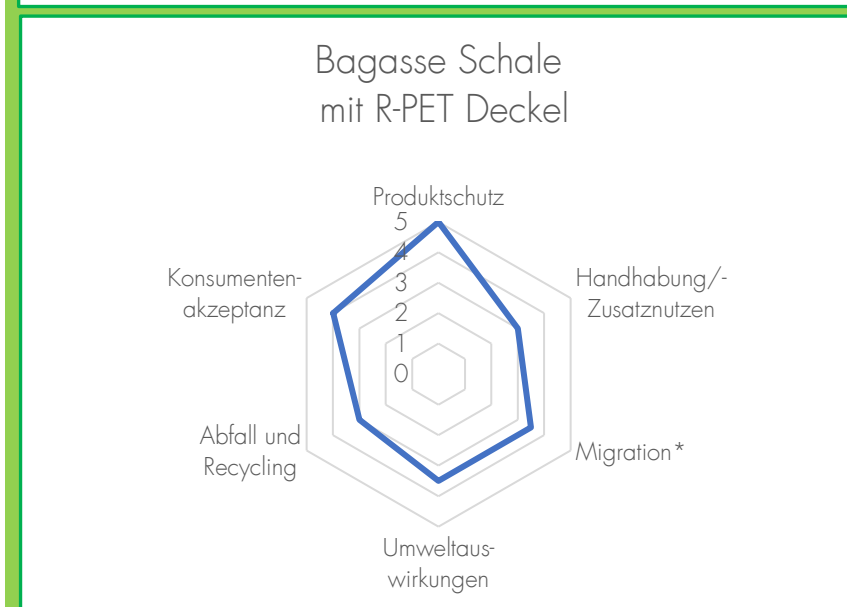 Bagasse Schale
mit R-PET Deckel
Produktschutz
5
4
3
2
1
0
Handhabung/-
Zusatznutzen
Migration*
Umweltaus-
wirkungen
Abfall und
Recycling
Konsumenten-
akzeptanz